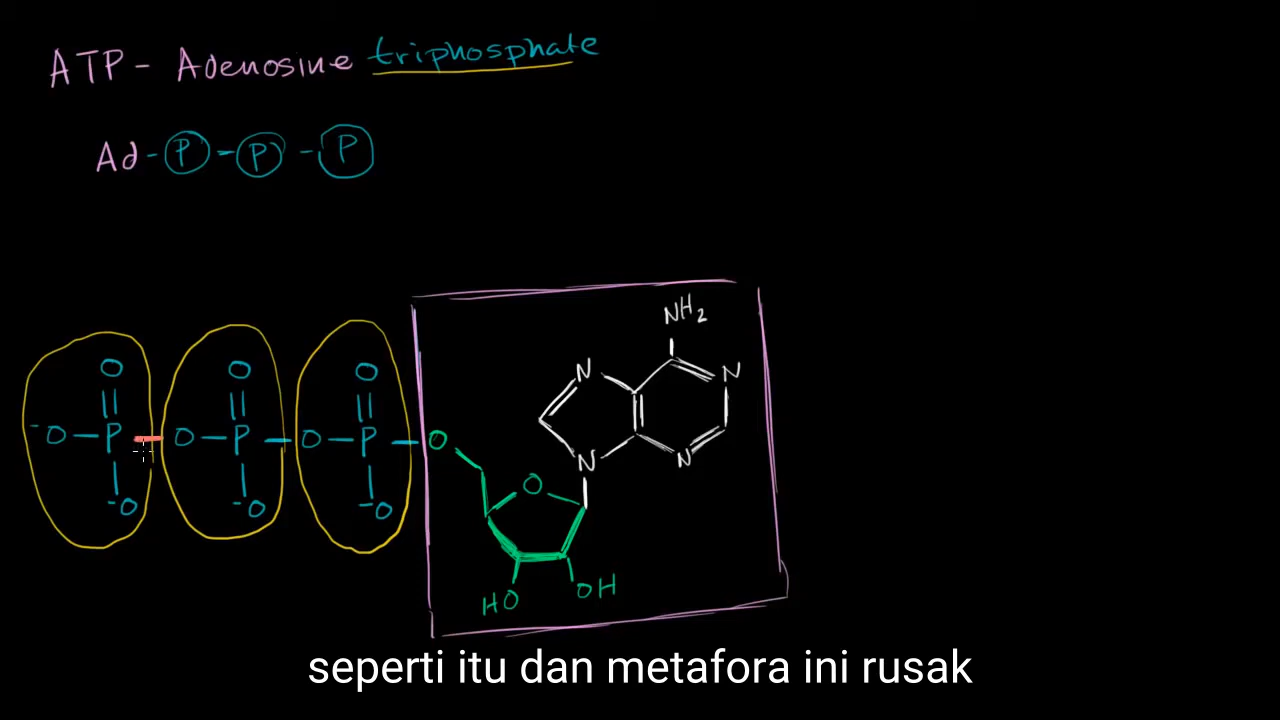 ATP - Adenosine triphosphate
Ad - P - P - P
NH2
O O O N N
-O - P - O - P - O - P - O
N N
O
-O -O -O
HO OH
seperti itu dan metafora ini rusak